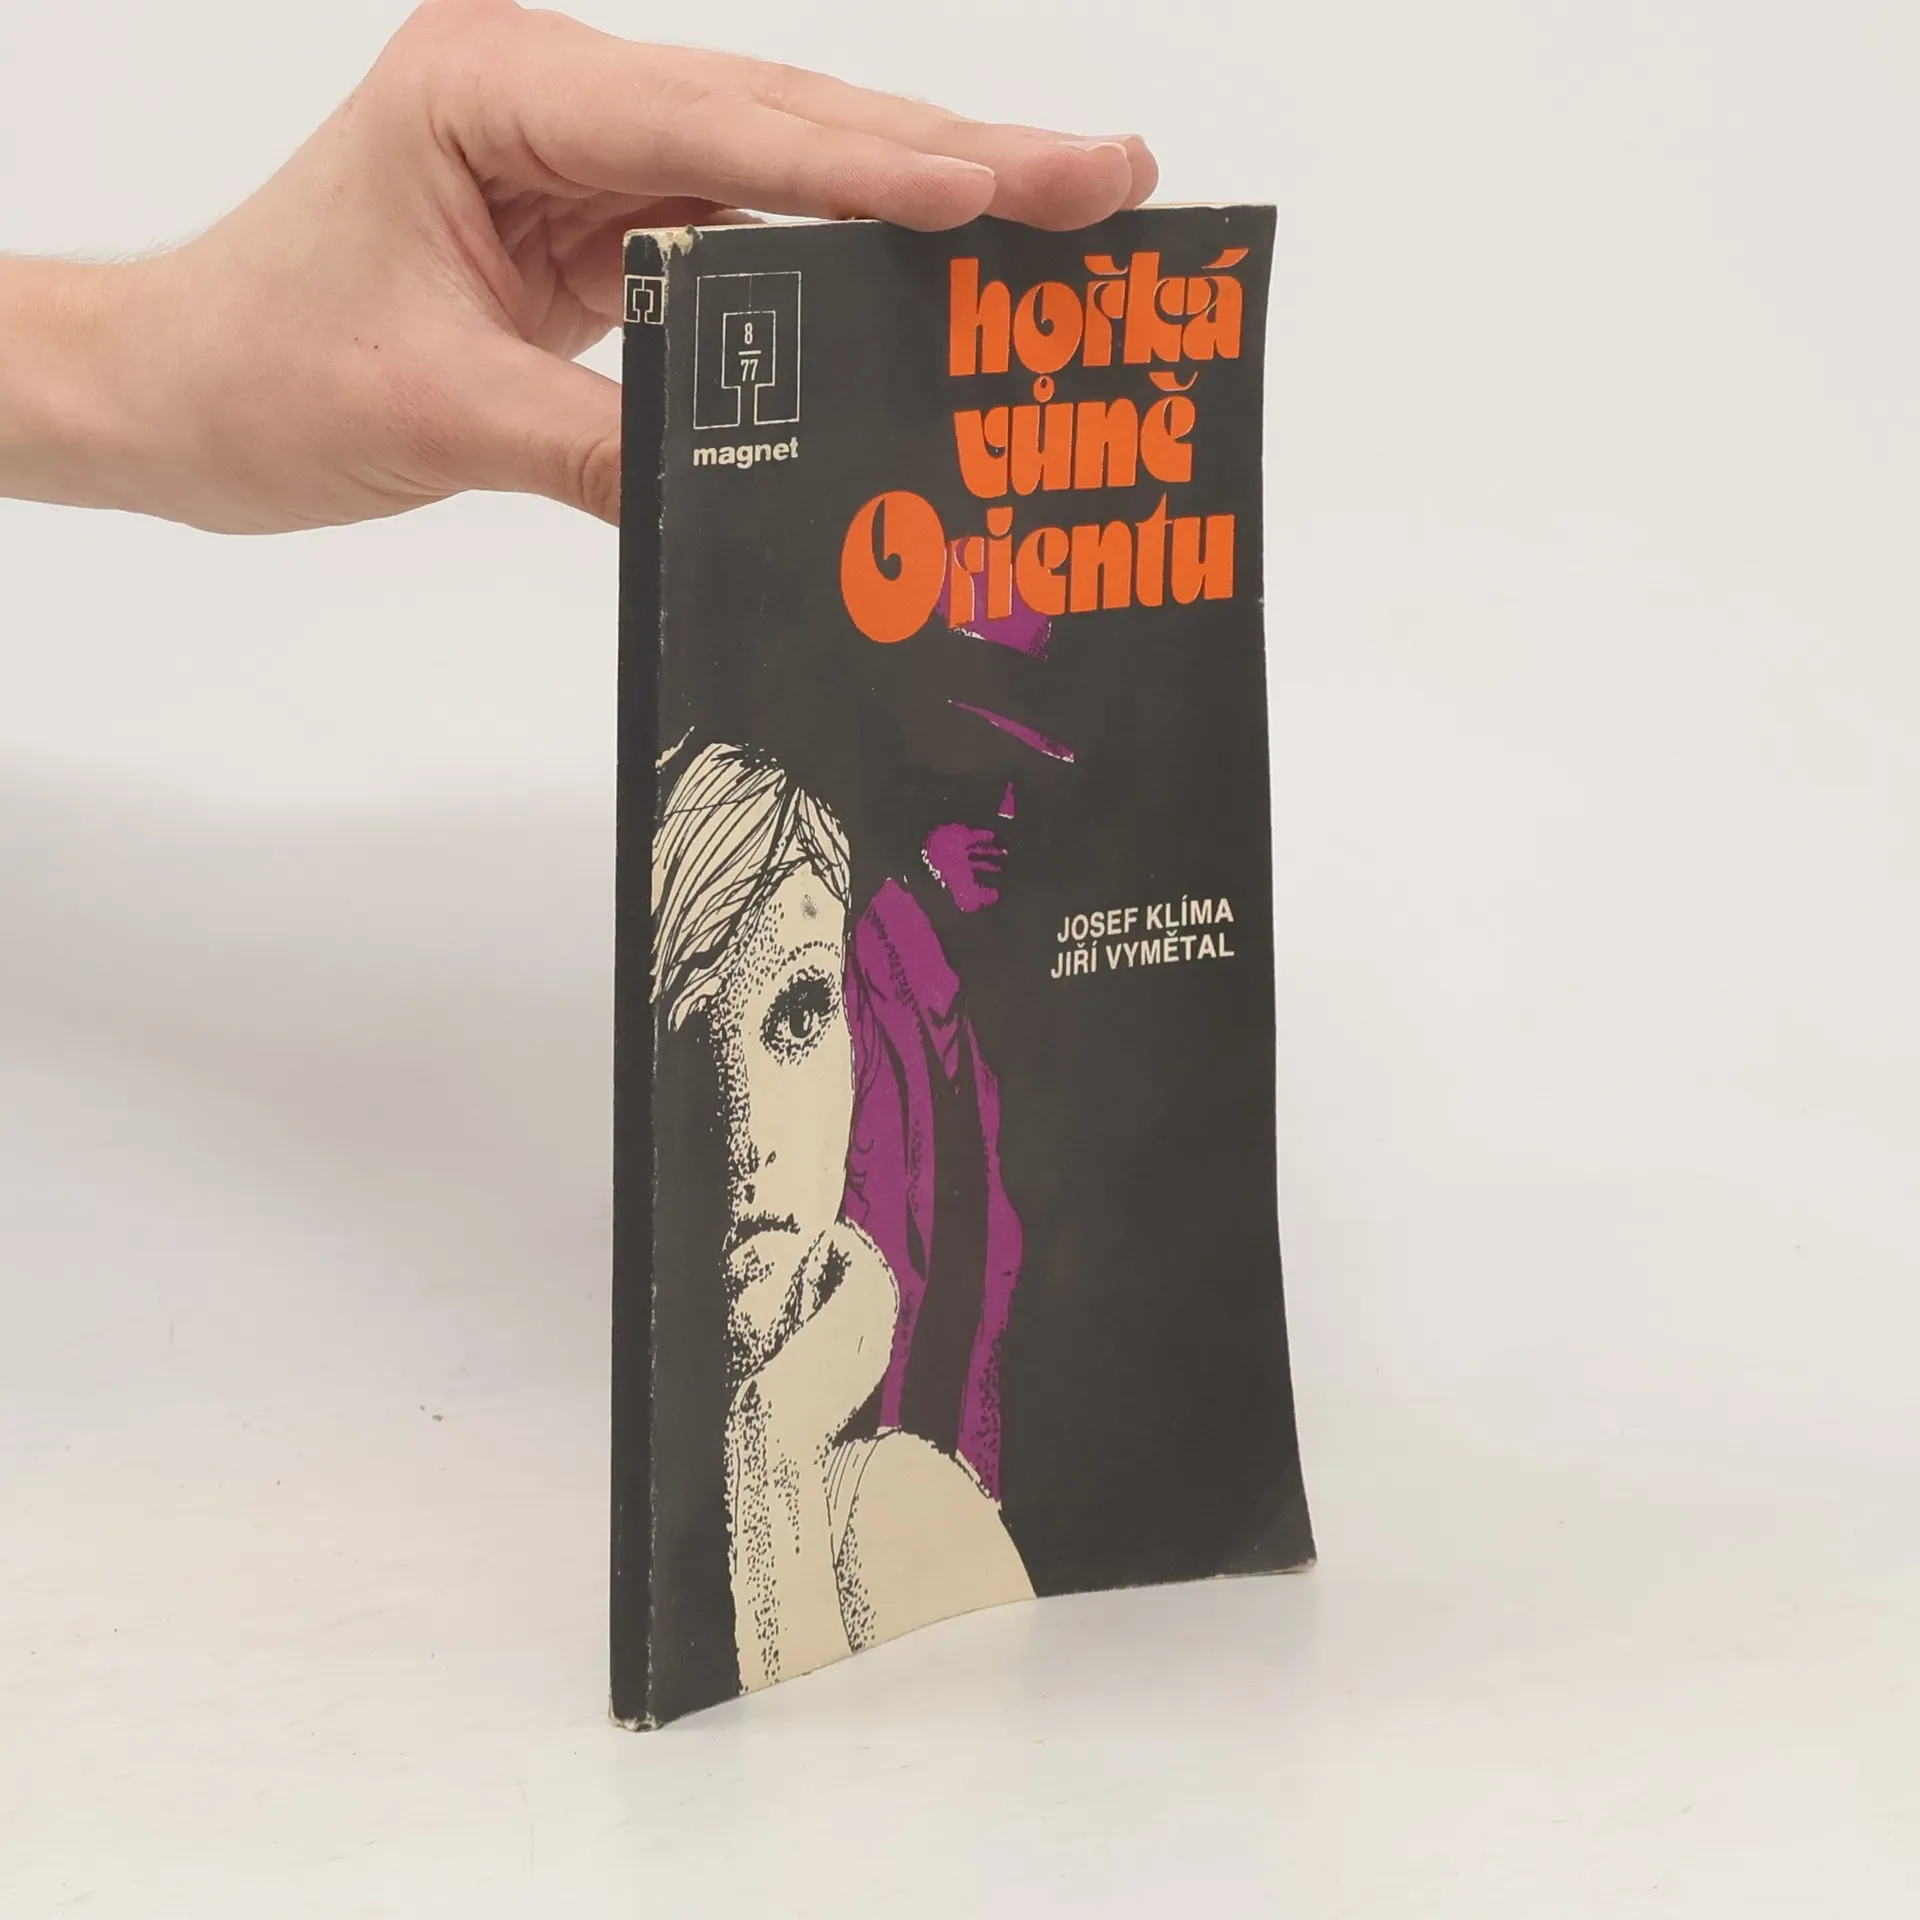 8
77
magnet
hořká
vůně
Orientu
JOSEF KLÍMA
JIŘÍ VYMĚTAL